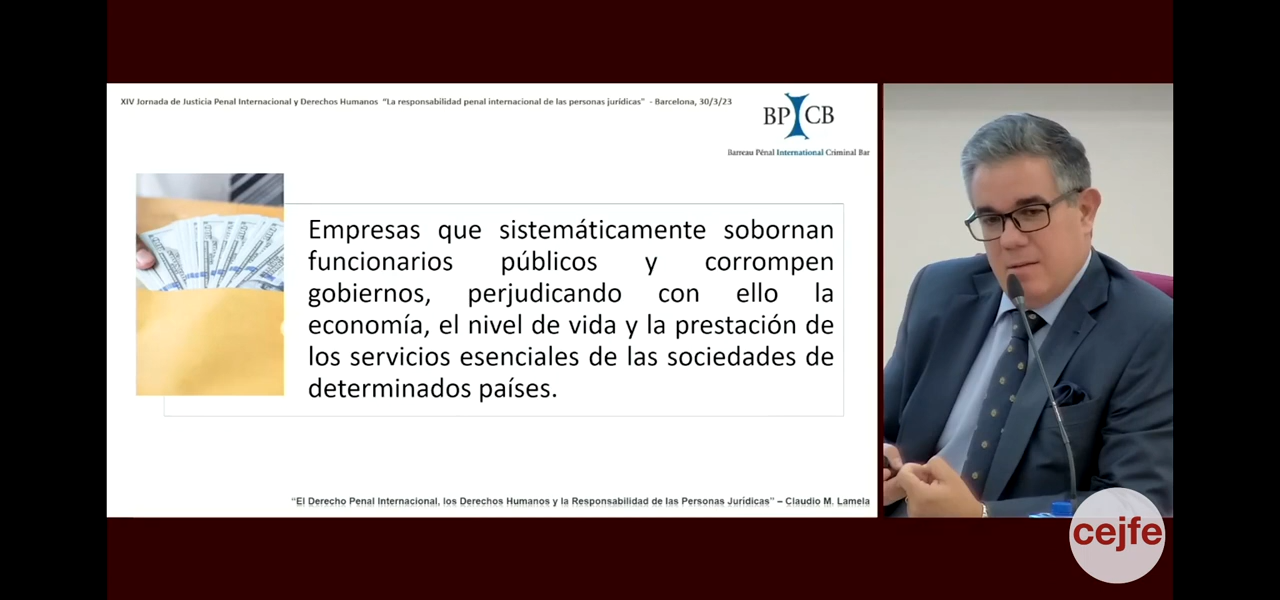 XIV Jornada de Justicia Penal Internacional y Derechos Humanos "La responsabilidad penal internacional de las personas jurídicas" - Barcelona, 30/3/23
BPCB
Barreau Pénal International Criminal Bar
Empresas que sistemáticamente sobornan
funcionarios públicos y corrompen
gobiernos, perjudicando con ello la
economía, el nivel de vida y la prestación de
los servicios esenciales de las sociedades de
determinados países.
"El Derecho Penal Internacional, los Derechos Humanos y la Responsabilidad de las Personas Jurídicas" – Claudio M. Lamela
cejfe